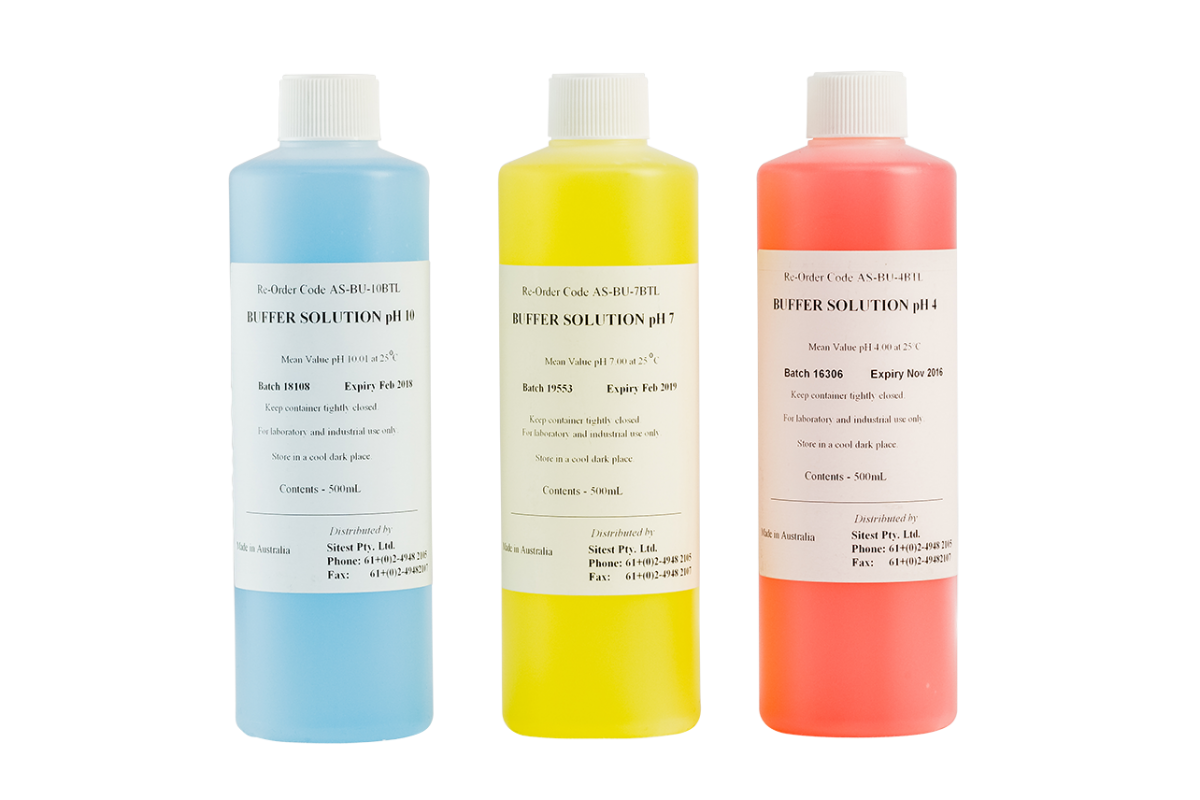 Re-Order Code AS-BU-10BTL
BUFFER SOLUTION pH 10
Mean Value pH 10.01 at 25°C
Batch 18108 Expiry Feb 2018
Keep container tightly closed.
For laboratory and industrial use only.
Store in a cool dark place.
Contents - 500mL
Distributed by
Made in Australia
Sitest Pty. Ltd.
Phone: 61+(0)2-4948 2105
Fax: 61+(0)2-49482107
Re-Order Code AS-BU-7BTL
BUFFER SOLUTION pH 7
Mean Value pH 7.00 at 25°C
Batch 19553 Expiry Feb 2019
Keep container tightly closed
For laboratory and industrial use only
Store in a cool dark place.
Contents - 500mL
Distributed by
Made in Australia
Sitest Pty. Ltd.
Phone: 61+(0)2-4948 2105
Fax: 61+(0)2-4948 2107
Re-Order Code AS-BU-4BTL
BUFFER SOLUTION pH 4
Mean Value pH 4.00 at 25°C
Batch 16306 Expiry Nov 2016
Keep container tightly closed.
For laboratory and industrial use only.
Store in a cool dark place.
Contents - 500mL
Distributed by
Made in Australia
Sitest Pty. Ltd.
Phone: 61+(0)2-4948 2105
Fax: 61+(0)2-49482107